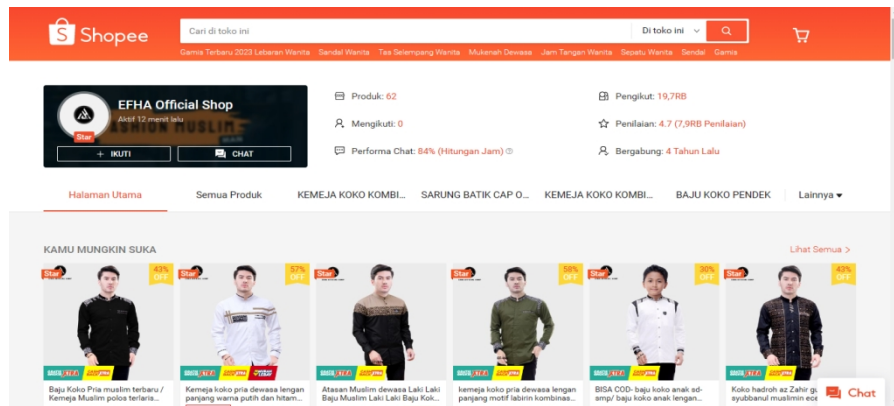 Shopee
Cari di toko ini
Di toko ini
Gamis Terbaru 2023 Lebaran Wanita Sandal Wanita Tas Selempang Wanita Mukenah Dewasa Jam Tangan Wanita Sepatu Wanita Sendal Gamis
EFHA Official Shop
Aktif 12 menit lalu
Star
+ IKUTI
CHAT
Produk: 62
Mengikuti: 0
Performa Chat: 84% (Hitungan Jam)
Pengikut: 19,7RB
Penilaian: 4.7 (7,9RB Penilaian)
Bergabung: 4 Tahun Lalu
Halaman Utama
Semua Produk
KEMEJA KOKO KOMBI...
SARUNG BATIK CAP O...
KEMEJA KOKO KOMBI...
BAJU KOKO PENDEK
Lainnya
KAMU MUNGKIN SUKA
Lihat Semua >
Star
43%
OFF
Star
57%
OFF
Star
Star
58%
OFF
Star
30%
OFF
Star
43%
OFF
Baju Koko Pria muslim terbaru /
Kemeja Muslim polos terlaris...
Kemeja koko pria dewasa lengan
panjang warna putih dan hitam...
Atasan Muslim dewasa Laki Laki
Baju Muslim Laki Laki Baju Kok...
kemeja koko pria dewasa lengan
panjang motif labirin kombinas...
BISA COD- baju koko anak sd-
smp/ baju koko anak lengan...
Koko hadroh az Zahir
syubbanul muslimin
Chat